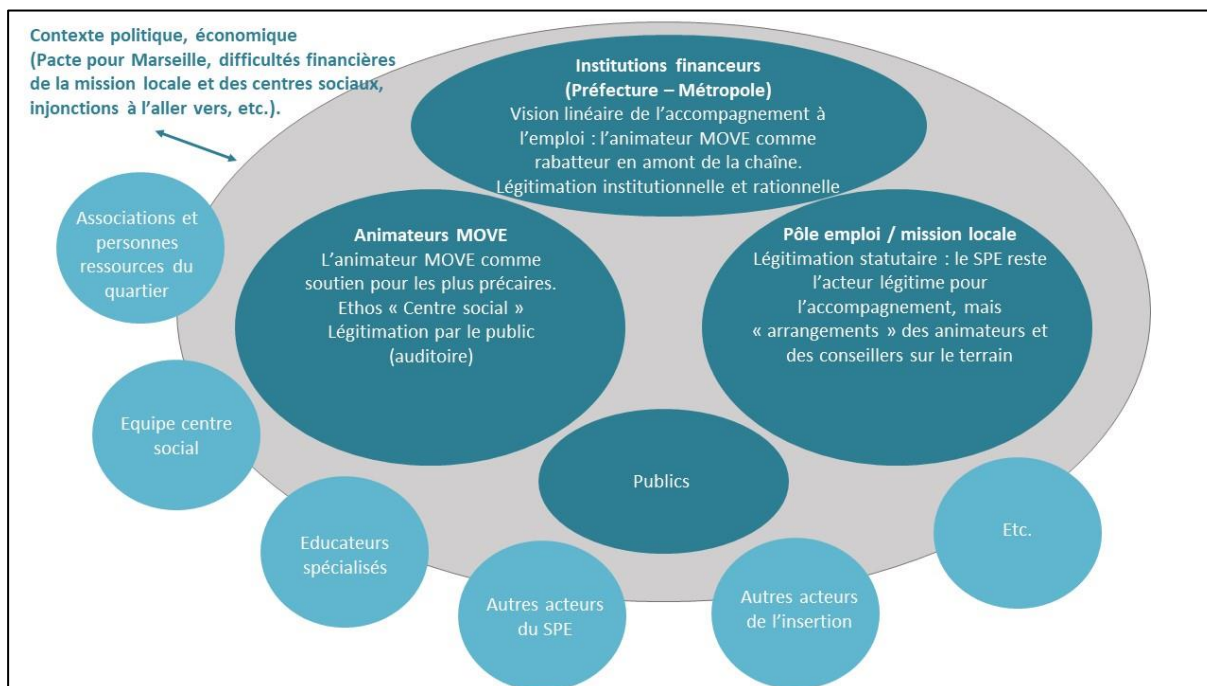 Contexte politique, économique
(Pacte pour Marseille, difficultés financières
de la mission locale et des centres sociaux,
injonctions à l’aller vers, etc.).
Institutions financeurs
(Préfecture – Métropole)
Vision linéaire de l’accompagnement à
l’emploi : l’animateur MOVE comme
rabatteur en amont de la chaîne.
Légitimation institutionnelle et rationnelle
Associations et
personnes
ressources du
quartier
Animateurs MOVE
L’animateur MOVE comme
soutien pour les plus précaires.
Ethos « Centre social »
Légitimation par le public
(auditoire)
Pôle emploi / mission locale
Légitimation statutaire : le SPE reste
l’acteur légitime pour
l’accompagnement, mais
« arrangements » des animateurs et
des conseillers sur le terrain
Equipe centre
social
Publics
Educateurs
spécialisés
Autres acteurs
du SPE
Autres acteurs
de l’insertion
Etc.